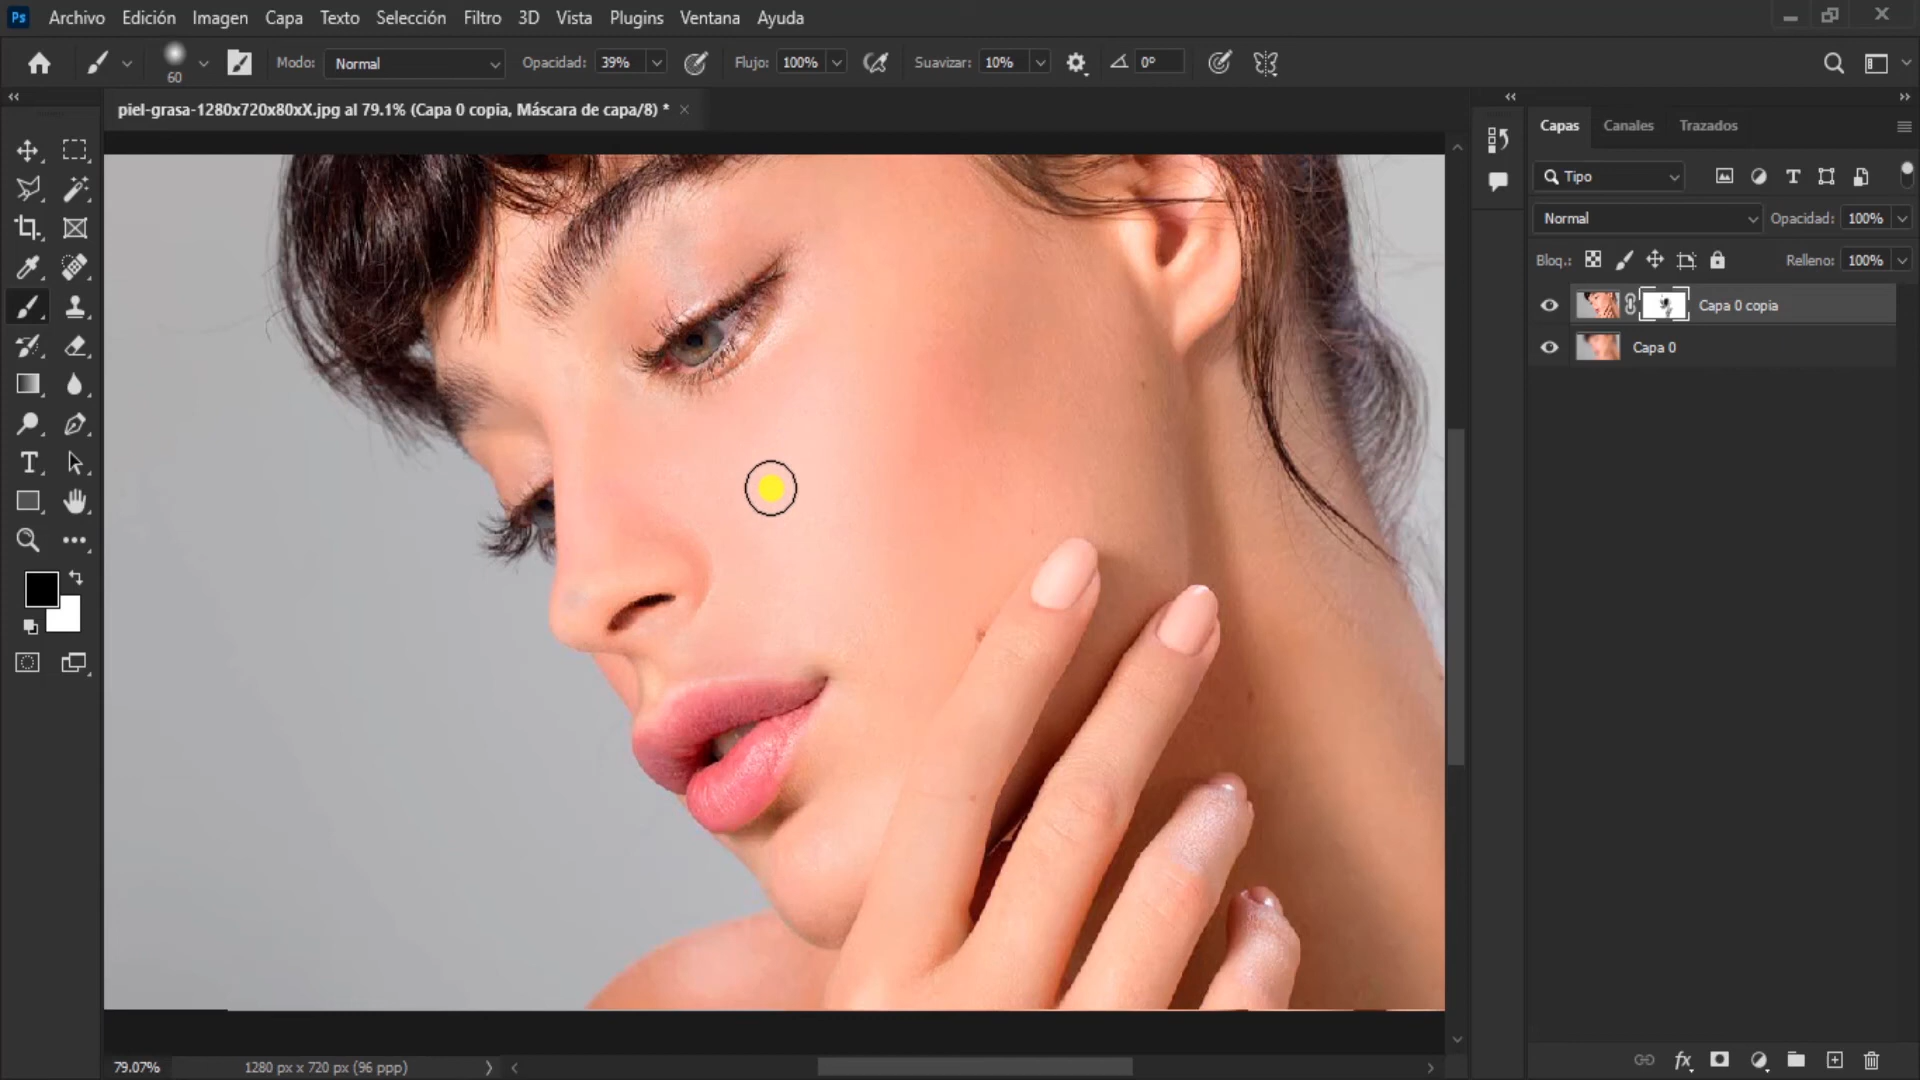 Ps Archivo Edición Imagen Capa Texto Selección Filtro 3D Vista Plugins Ventana Ayuda
60 Modo: Normal Opacidad: 39% Flujo: 100% Suavizar: 10% 0°
piel-grasa-1280x720x80xX.jpg al 79.1% (Capa 0 copia, Máscara de capa/8) *
Capas Canales Trazados
Tipo
Normal Opacidad: 100%
Bloq.: Relleno: 100%
Capa 0 copia
Capa 0
79.07% 1280 px x 720 px (96 ppp)
fx